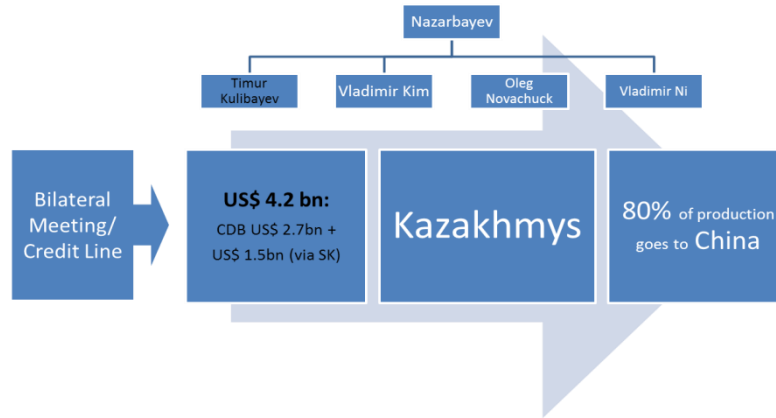 Nazarbayev
Timur
Kulibayev
Vladimir Kim
Oleg
Novachuck
Vladimir Ni
Bilateral
Meeting/
Credit Line
US$ 4.2 bn:
CDB US$ 2.7bn +
US$ 1.5bn (via SK)
Kazakhmys
80% of production
goes to China